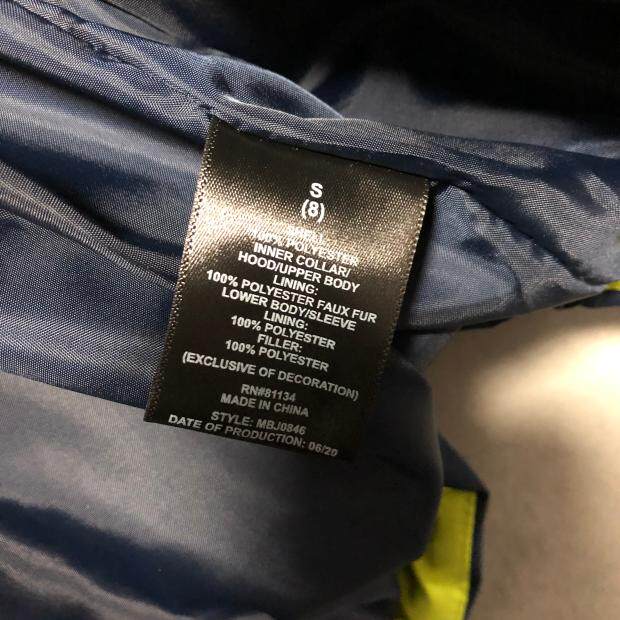 S
(8)
100% POLYESTER
INNER COLLAR/
HOOD/UPPER BODY
LINING:
100% POLYESTER FAUX FUR
LOWER BODY/SLEEVE
LINING:
100% POLYESTER
FILLER:
100% POLYESTER
(EXCLUSIVE OF DECORATION)
RN#81134
MADE IN CHINA
STYLE: MBJ0846
DATE OF PRODUCTION: 06/20